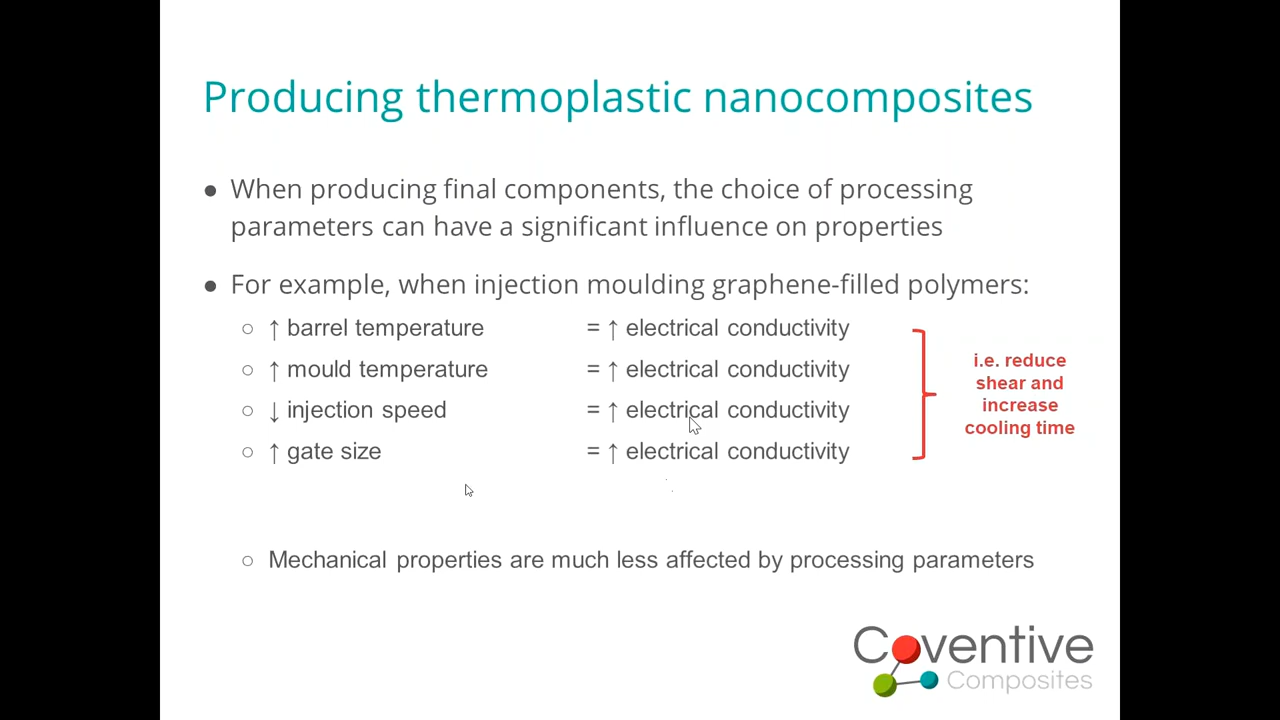 Producing thermoplastic nanocomposites
● When producing final components, the choice of processing
parameters can have a significant influence on properties
● For example, when injection moulding graphene-filled polymers:
○ ↑ barrel temperature = ↑ electrical conductivity
○ ↑ mould temperature = ↑ electrical conductivity
○ ↓ injection speed = ↑ electrical conductivity
○ ↑ gate size = ↑ electrical conductivity
i.e. reduce
shear and
increase
cooling time
○ Mechanical properties are much less affected by processing parameters
Coventive
Composites